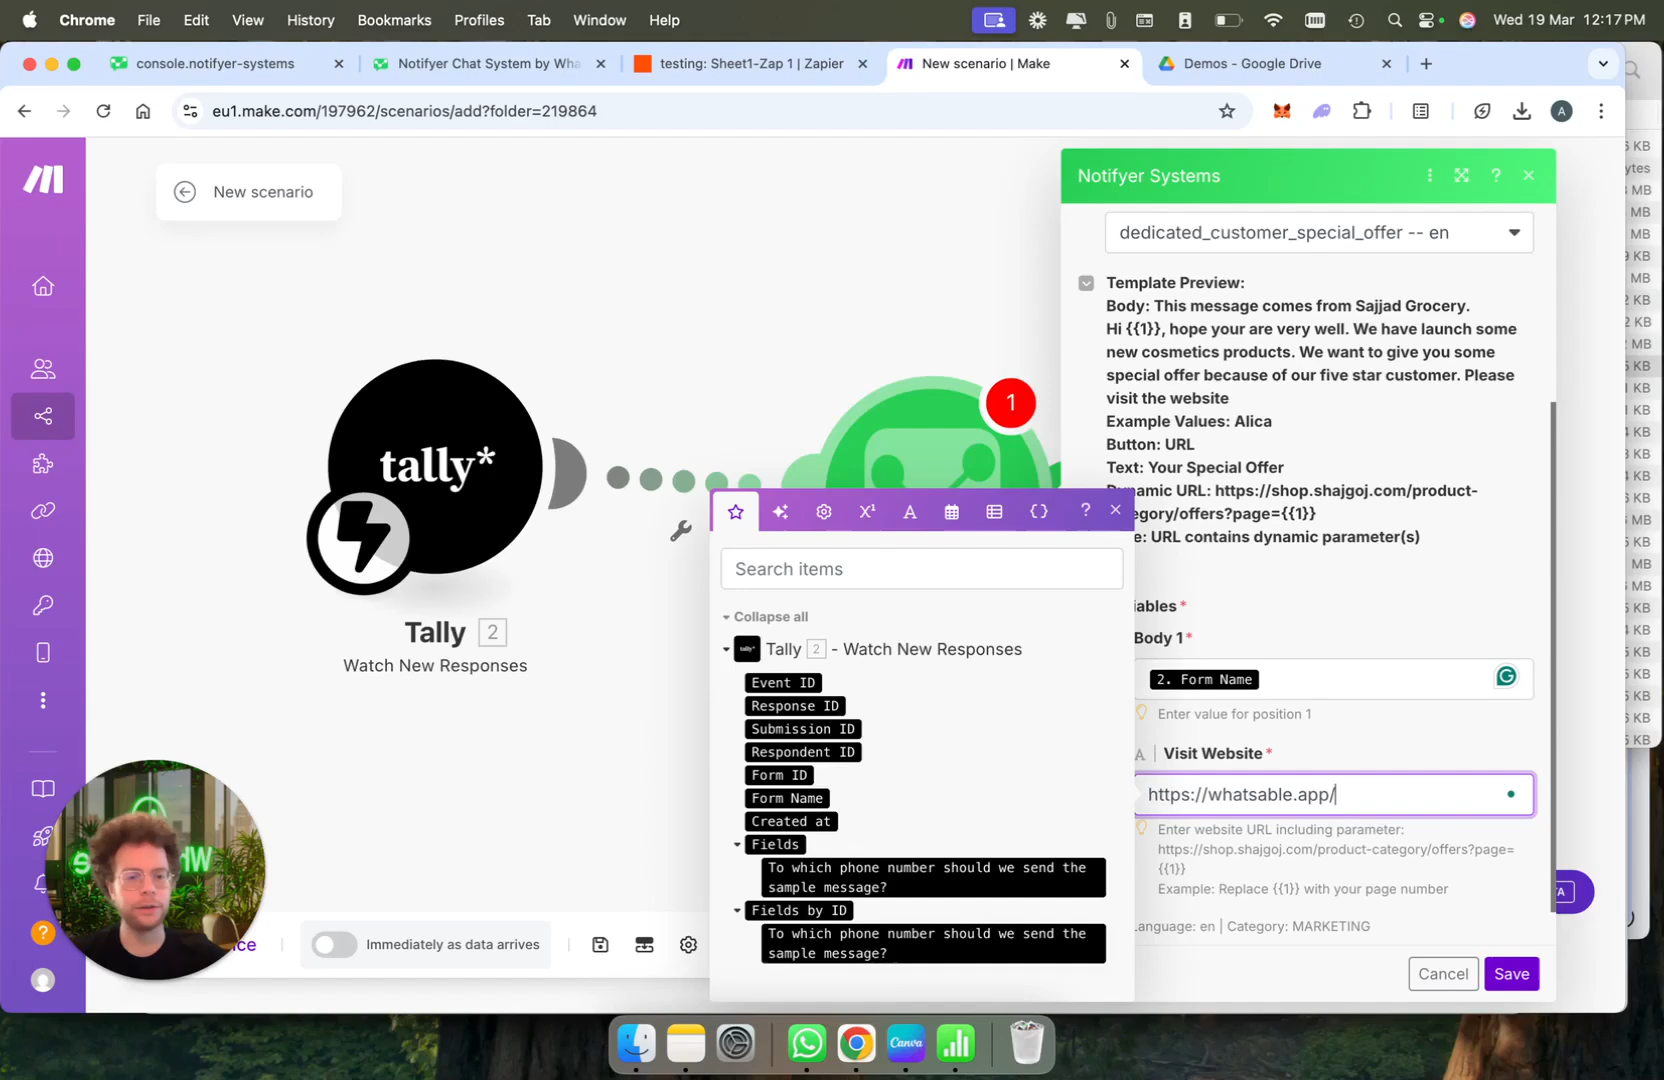 Chrome File Edit View History Bookmarks Profiles Tab Window Help Wed 19 Mar 12:17 PM
console.notifyer-systems
Notifyer Chat System by Wha
testing: Sheet1-Zap 1 | Zapier
New scenario | Make
Demos - Google Drive
eu1.make.com/197962/scenarios/add?folder=219864
A
New scenario
Notifyer Systems
dedicated_customer_special_offer -- en
Template Preview:
Body: This message comes from Sajjad Grocery.
Hi {{1}}, hope your are very well. We have launch some
new cosmetics products. We want to give you some
special offer because of our five star customer. Please
visit the website
Example Values: Alica
Button: URL
Text: Your Special Offer
Dynamic URL: https://shop.shajgoj.com/product-
egory/offers?page={{1}}
e: URL contains dynamic parameter(s)
1
tally*
Tally 2
Watch New Responses
Search items
Collapse all
tally* Tally 2 - Watch New Responses
Event ID
Response ID
Submission ID
Respondent ID
Form ID
Form Name
Created at
Fields
To which phone number should we send the
sample message?
Fields by ID
To which phone number should we send the
sample message?
iables*
Body 1*
2. Form Name
Enter value for position 1
A | Visit Website*
https://whatsable.app/
Enter website URL including parameter:
https://shop.shajgoj.com/product-category/offers?page=
{{1}}
Example: Replace {{1}} with your page number
Language: en | Category: MARKETING
Cancel
Save
Immediately as data arrives
Canva